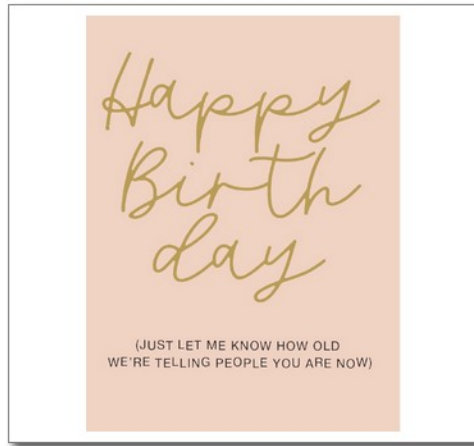 Happy
Birth
day
(JUST LET ME KNOW HOW OLD
WE'RE TELLING PEOPLE YOU ARE NOW)